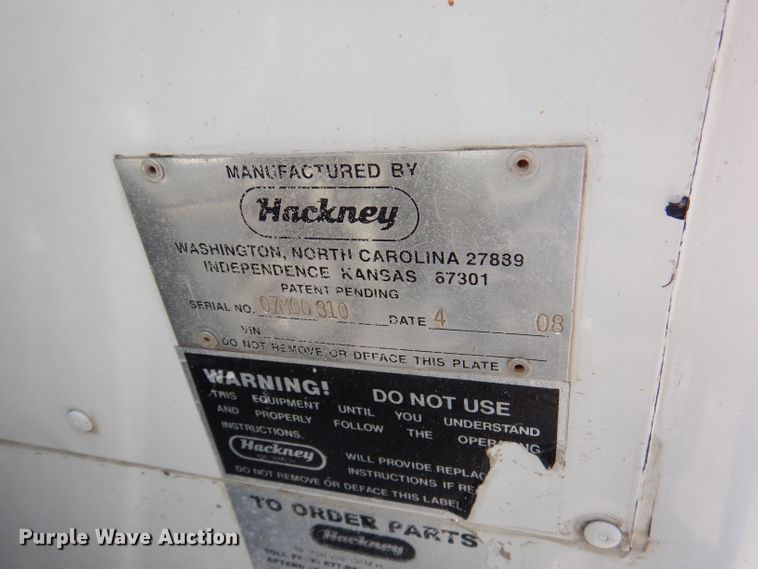 MANUFACTURED BY
Hackney
WASHINGTON, NORTH CAROLINA 27889
INDEPENDENCE KANSAS 67301
PATENT PENDING
SERIAL NO. 07M00310 DATE 4 08
VIN
DO NOT REMOVE OR DEFACE THIS PLATE
WARNING! DO NOT USE
THIS EQUIPMENT UNTIL YOU UNDERSTAND
AND PROPERLY FOLLOW THE OPERATING
INSTRUCTIONS.
Hackney
WILL PROVIDE REPLAC
INSTRUCTIONS IF RE
DO NOT REMOVE OR DEFACE THIS LABEL
TO ORDER PARTS
Hackney
Purple Wave Auction